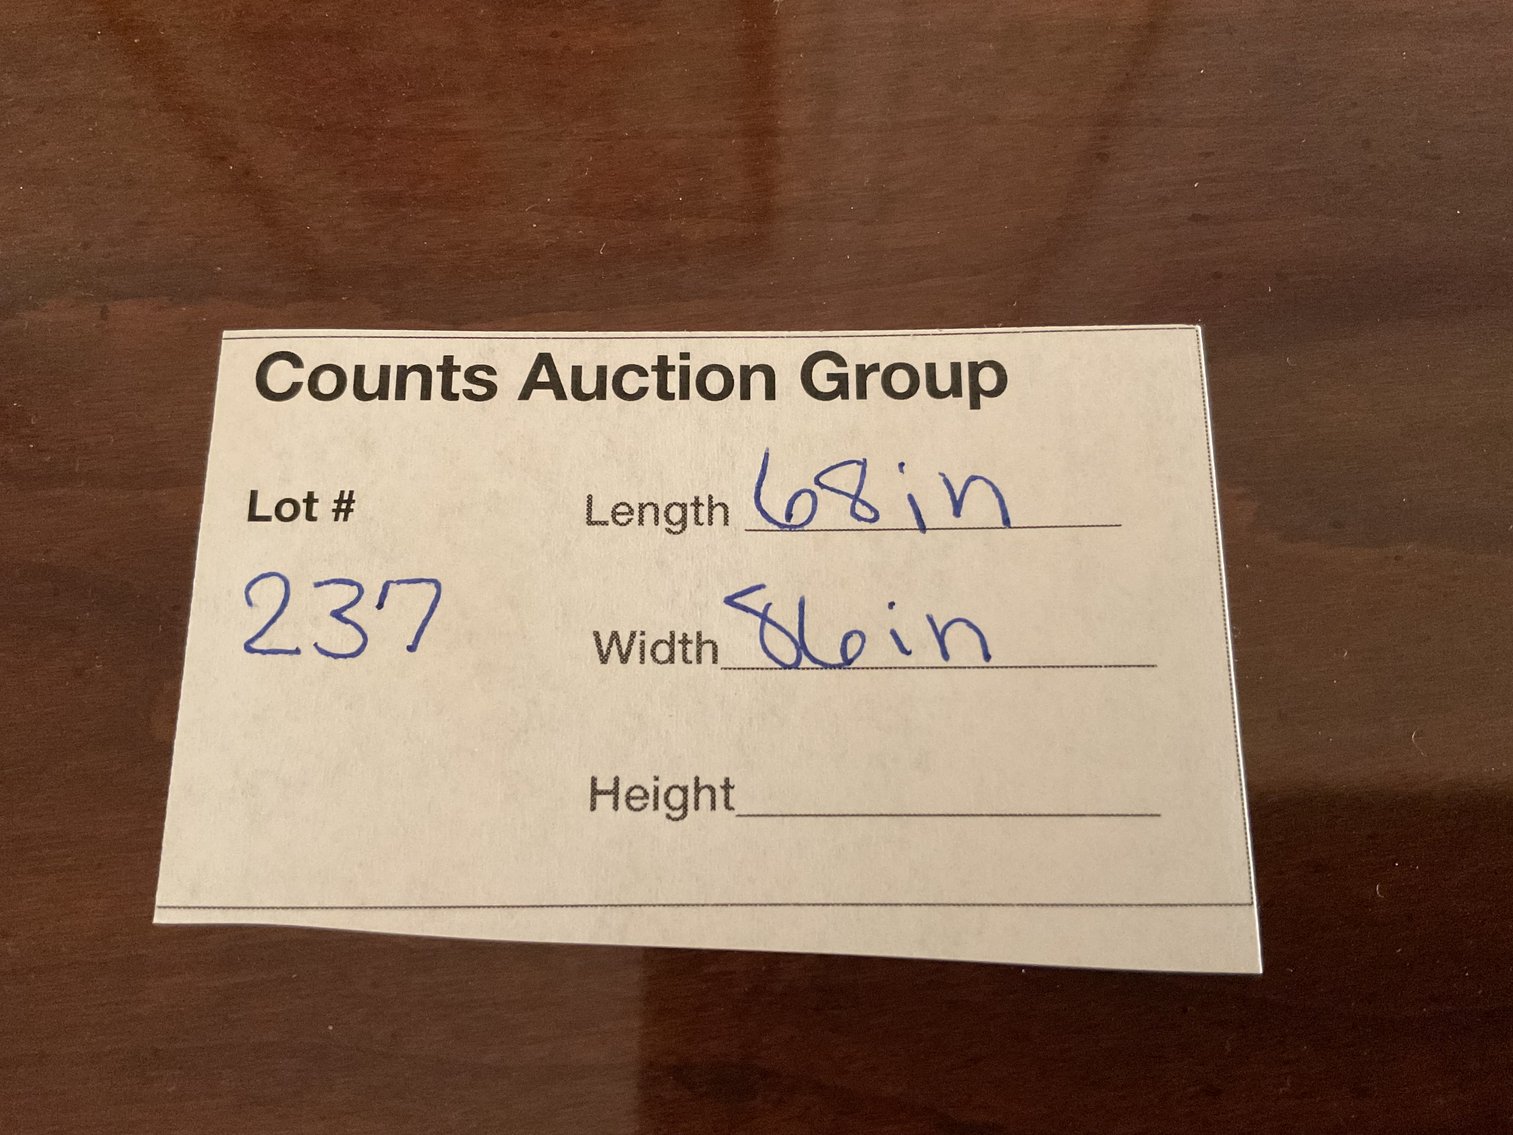 Counts Auction Group
Lot #
237
Length 68in
Width 86in
Height